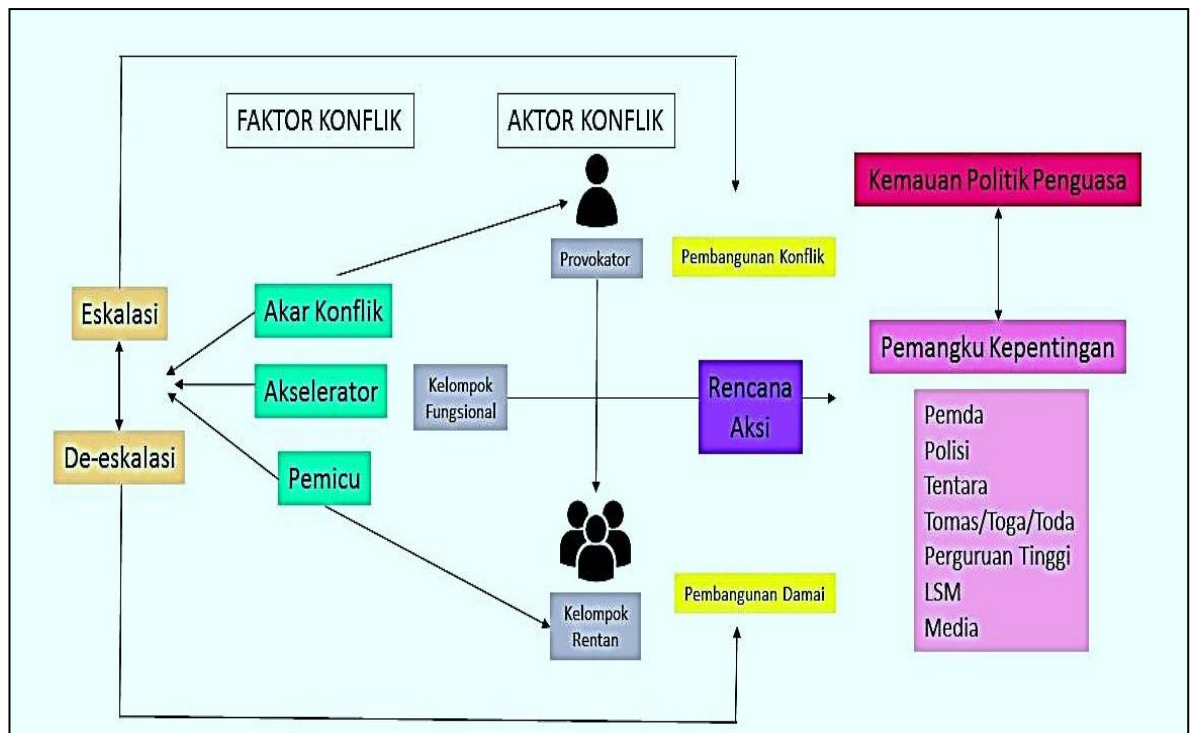 FAKTOR KONFLIK
AKTOR KONFLIK
Kemauan Politik Penguasa
Provokator
Pembangunan Konflik
Eskalasi
Akar Konflik
Pemangku Kepentingan
Akselerator
Kelompok
Fungsional
Rencana
Aksi
De-eskalasi
Pemicu
Pemda
Polisi
Tentara
Tomas/Toga/Toda
Perguruan Tinggi
LSM
Media
Pembangunan Damai
Kelompok
Rentan